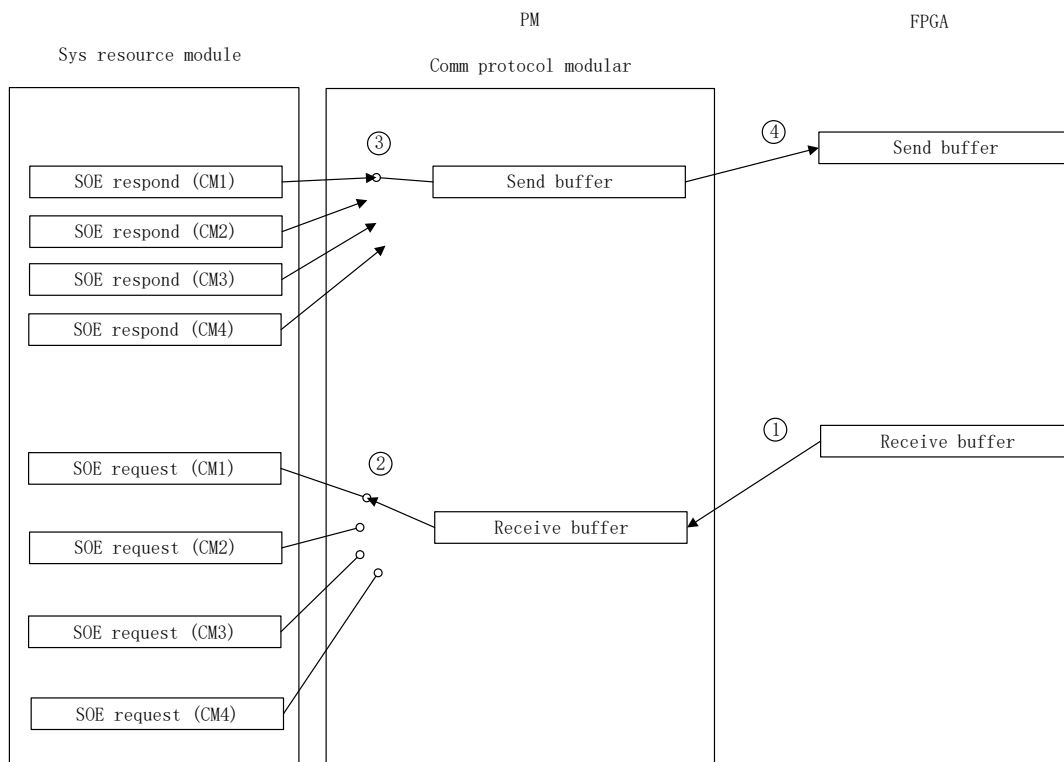 PM
FPGA
Sys resource module
Comm protocol modular
③
④
SOE respond (CM1)
Send buffer
Send buffer
SOE respond (CM2)
SOE respond (CM3)
SOE respond (CM4)
①
Receive buffer
②
SOE request (CM1)
Receive buffer
SOE request (CM2)
SOE request (CM3)
SOE request (CM4)